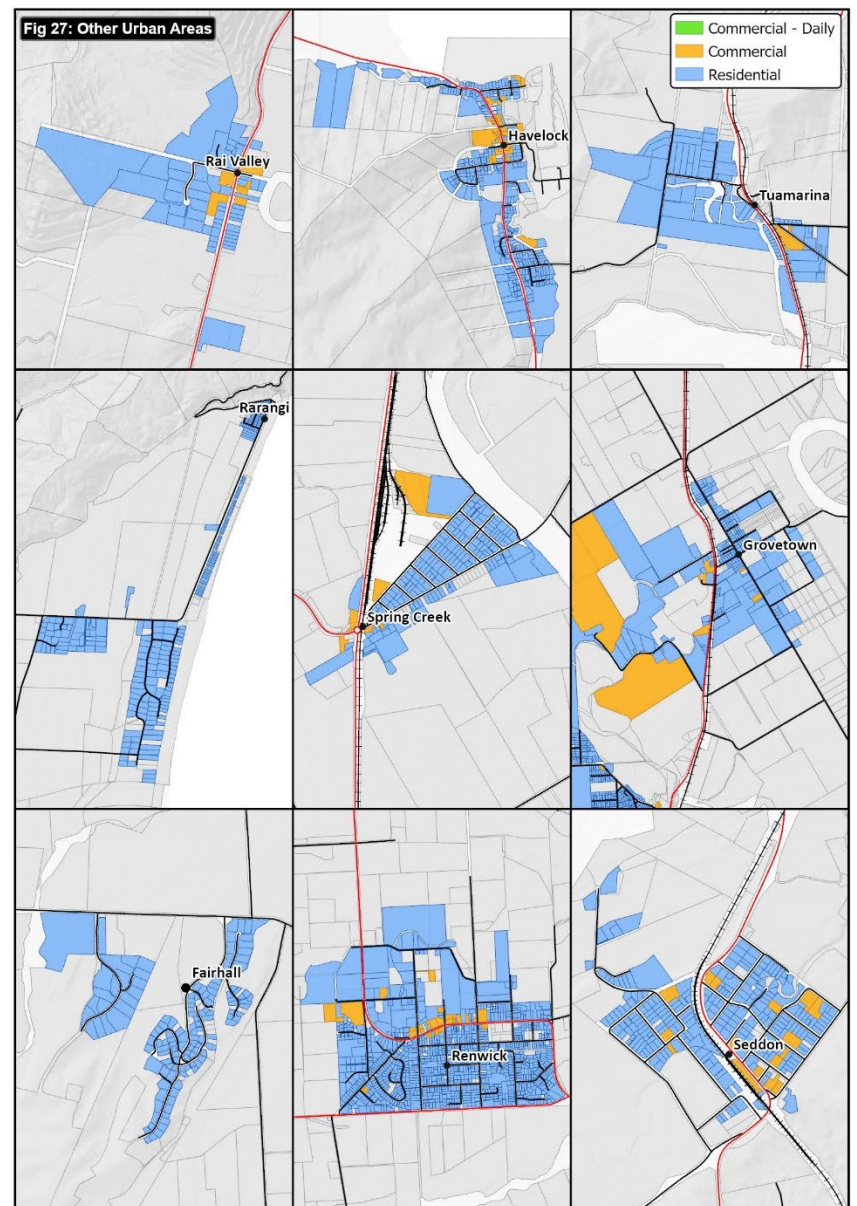 Fig 27: Other Urban Areas
Commercial - Daily
Commercial
Residential
Rai Valley
Havelock
Tuamarina
Rarangi
Spring Creek
Grovetown
Fairhall
Renwick
Seddon